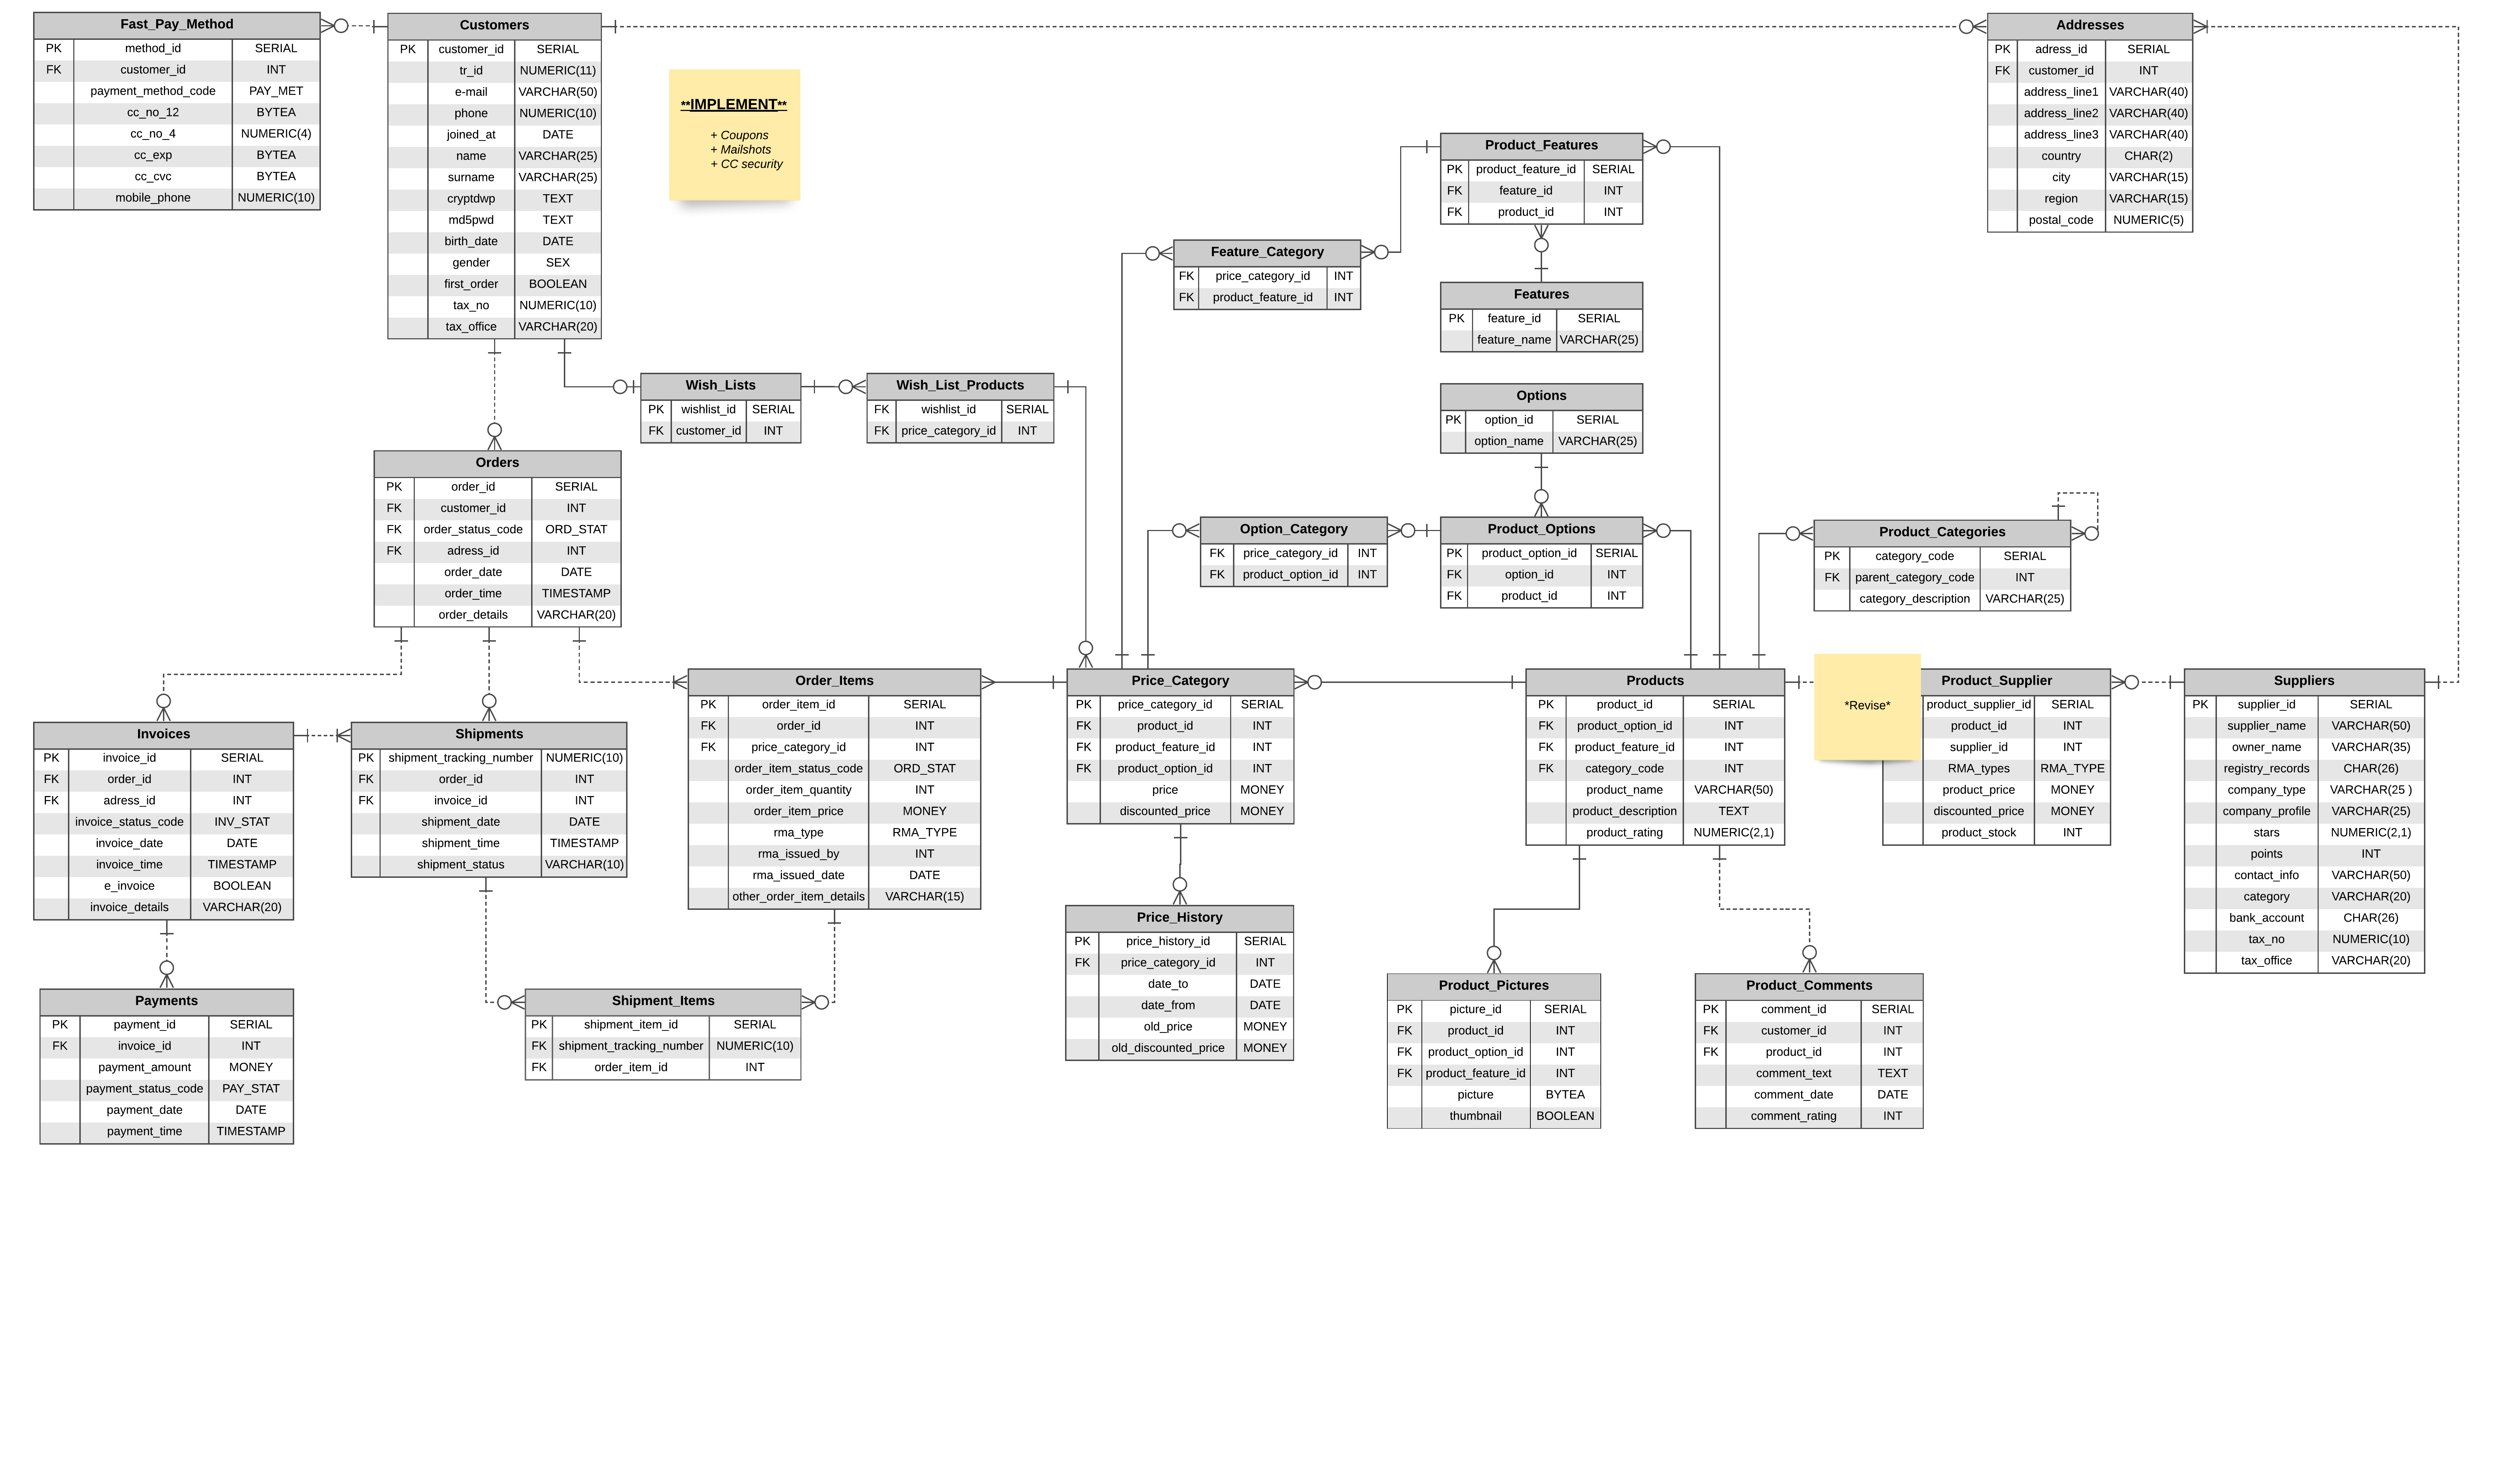 Fast_Pay_Method
PK method_id SERIAL
FK customer_id INT
payment_method_code PAY_MET
cc_no_12 BYTEA
cc_no_4 NUMERIC(4)
cc_exp BYTEA
cc_cvc BYTEA
mobile_phone NUMERIC(10)
Customers
PK customer_id SERIAL
tr_id NUMERIC(11)
e-mail VARCHAR(50)
phone NUMERIC(10)
joined_at DATE
name VARCHAR(25)
surname VARCHAR(25)
cryptdwp TEXT
md5pwd TEXT
birth_date DATE
gender SEX
first_order BOOLEAN
tax_no NUMERIC(10)
tax_office VARCHAR(20)
**IMPLEMENT**
+ Coupons
+ Mailshots
+ CC security
Addresses
PK adress_id SERIAL
FK customer_id INT
address_line1 VARCHAR(40)
address_line2 VARCHAR(40)
address_line3 VARCHAR(40)
country CHAR(2)
city VARCHAR(15)
region VARCHAR(15)
postal_code NUMERIC(5)
Product_Features
PK product_feature_id SERIAL
FK feature_id INT
FK product_id INT
Feature_Category
FK price_category_id INT
FK product_feature_id INT
Features
PK feature_id SERIAL
feature_name VARCHAR(25)
Wish_Lists
PK wishlist_id SERIAL
FK customer_id INT
Wish_List_Products
FK wishlist_id SERIAL
FK price_category_id INT
Options
PK option_id SERIAL
option_name VARCHAR(25)
Orders
PK order_id SERIAL
FK customer_id INT
FK order_status_code ORD_STAT
FK adress_id INT
order_date DATE
order_time TIMESTAMP
order_details VARCHAR(20)
Option_Category
FK price_category_id INT
FK product_option_id INT
Product_Options
PK product_option_id SERIAL
FK option_id INT
FK product_id INT
Product_Categories
PK category_code SERIAL
FK parent_category_code INT
category_description VARCHAR(25)
Invoices
PK invoice_id SERIAL
FK order_id INT
FK adress_id INT
invoice_status_code INV_STAT
invoice_date DATE
invoice_time TIMESTAMP
e_invoice BOOLEAN
invoice_details VARCHAR(20)
Shipments
PK shipment_tracking_number NUMERIC(10)
FK order_id INT
FK invoice_id INT
shipment_date DATE
shipment_time TIMESTAMP
shipment_status VARCHAR(10)
Order_Items
PK order_item_id SERIAL
FK order_id INT
FK price_category_id INT
order_item_status_code ORD_STAT
order_item_quantity INT
order_item_price MONEY
rma_type RMA_TYPE
rma_issued_by INT
rma_issued_date DATE
other_order_item_details VARCHAR(15)
Price_Category
PK price_category_id SERIAL
FK product_id INT
FK product_feature_id INT
FK product_option_id INT
price MONEY
discounted_price MONEY
Products
PK product_id SERIAL
FK product_option_id INT
FK product_feature_id INT
FK category_code INT
product_name VARCHAR(50)
product_description TEXT
product_rating NUMERIC(2,1)
*Revise*
Product_Supplier
product_supplier_id SERIAL
product_id INT
supplier_id INT
RMA_types RMA_TYPE
product_price MONEY
discounted_price MONEY
product_stock INT
Suppliers
PK supplier_id SERIAL
supplier_name VARCHAR(50)
owner_name VARCHAR(35)
registry_records CHAR(26)
company_type VARCHAR(25 )
company_profile VARCHAR(25)
stars NUMERIC(2,1)
points INT
contact_info VARCHAR(50)
category VARCHAR(20)
bank_account CHAR(26)
tax_no NUMERIC(10)
tax_office VARCHAR(20)
Payments
PK payment_id SERIAL
FK invoice_id INT
payment_amount MONEY
payment_status_code PAY_STAT
payment_date DATE
payment_time TIMESTAMP
Shipment_Items
PK shipment_item_id SERIAL
FK shipment_tracking_number NUMERIC(10)
FK order_item_id INT
Price_History
PK price_history_id SERIAL
FK price_category_id INT
date_to DATE
date_from DATE
old_price MONEY
old_discounted_price MONEY
Product_Pictures
PK picture_id SERIAL
FK product_id INT
FK product_option_id INT
FK product_feature_id INT
picture BYTEA
thumbnail BOOLEAN
Product_Comments
PK comment_id SERIAL
FK customer_id INT
FK product_id INT
comment_text TEXT
comment_date DATE
comment_rating INT